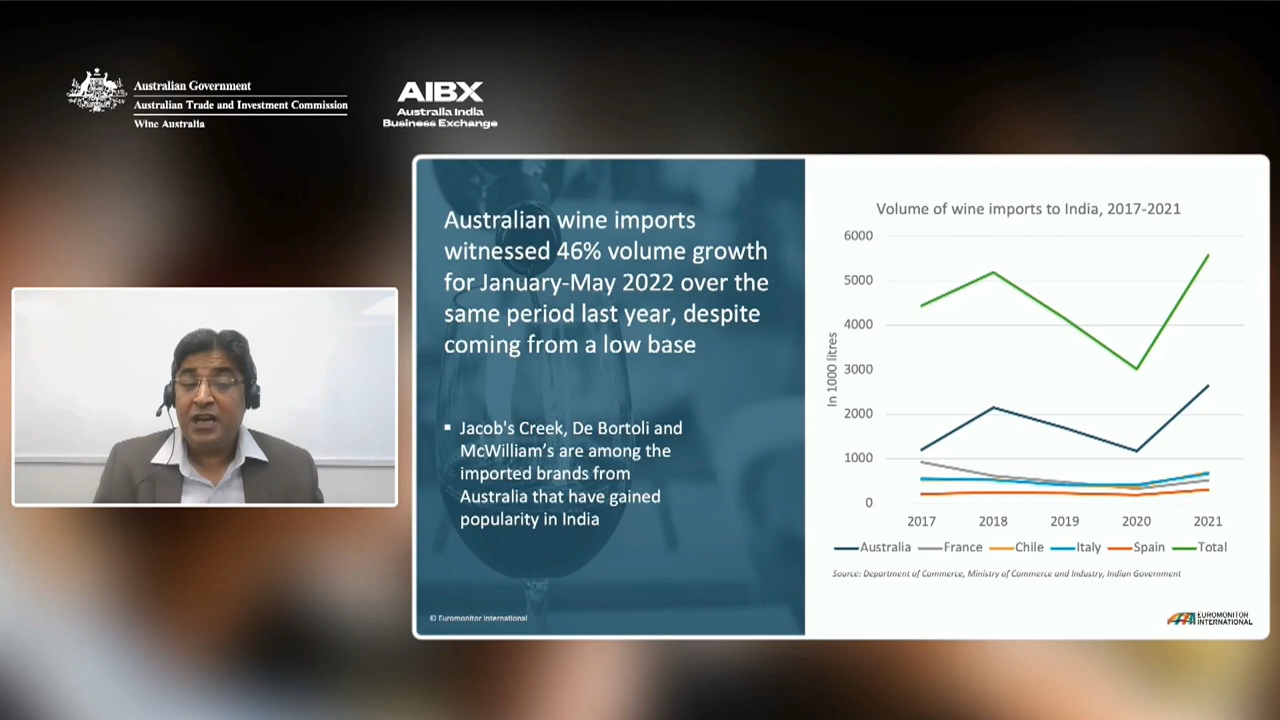 Australian Government
Australian Trade and Investment Commission
Wine Australia
AIBX
Australia India
Business Exchange
Australian wine imports
witnessed 46% volume growth
for January-May 2022 over the
same period last year, despite
coming from a low base
▪ Jacob's Creek, De Bortoli and
McWilliam's are among the
imported brands from
Australia that have gained
popularity in India
© Euromonitor International
Volume of wine imports to India, 2017-2021
In 1000 litres
6000
5000
4000
3000
2000
1000
0
2017 2018 2019 2020 2021
Australia France Chile Italy Spain Total
Source: Department of Commerce, Ministry of Commerce and Industry, Indian Government
EUROMONITOR
INTERNATIONAL